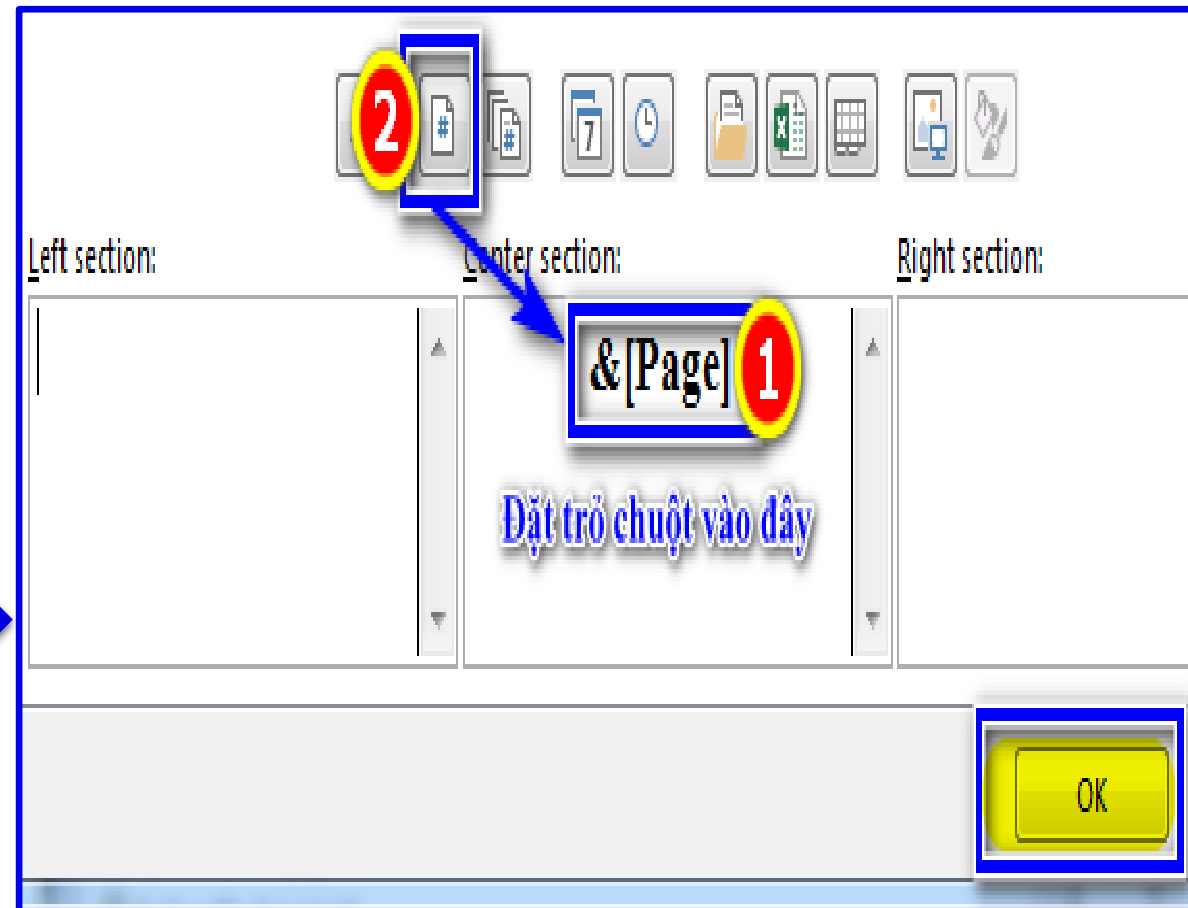 2
#
#
7
Left section:
Center section:
Right section:
&[Page]
1
Đặt trỏ chuột vào đây
OK